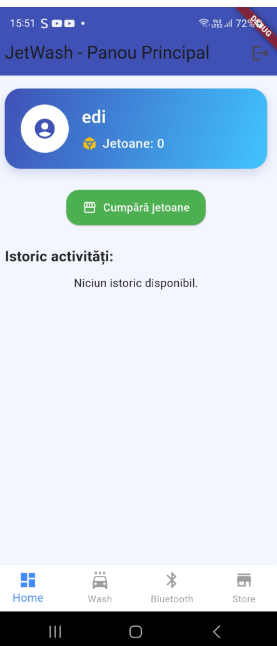 15:51 S 72%
DEBUG
JetWash - Panou Principal
edi
Jetoane: 0
Cumpără jetoane
Istoric activități:
Niciun istoric disponibil.
Home Wash Bluetooth Store